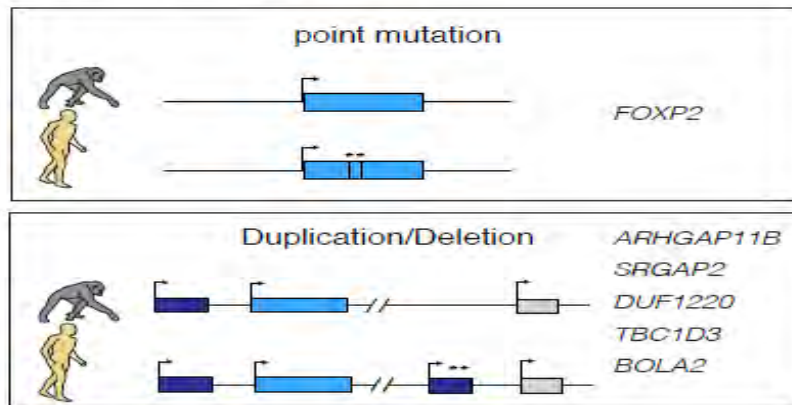 point mutation
FOXP2
Duplication/Deletion
ARHGAP11B
SRGAP2
DUF1220
TBC1D3
BOLA2